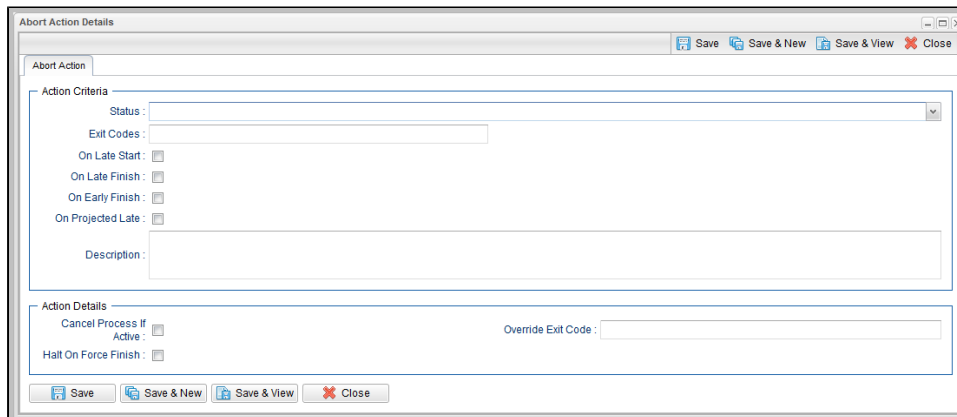 Abort Action Details
Save Save & New Save & View Close
Abort Action
Action Criteria
Status :
Exit Codes :
On Late Start :
On Late Finish :
On Early Finish :
On Projected Late :
Description :
Action Details
Cancel Process If
Active :
Override Exit Code :
Halt On Force Finish :
Save Save & New Save & View Close